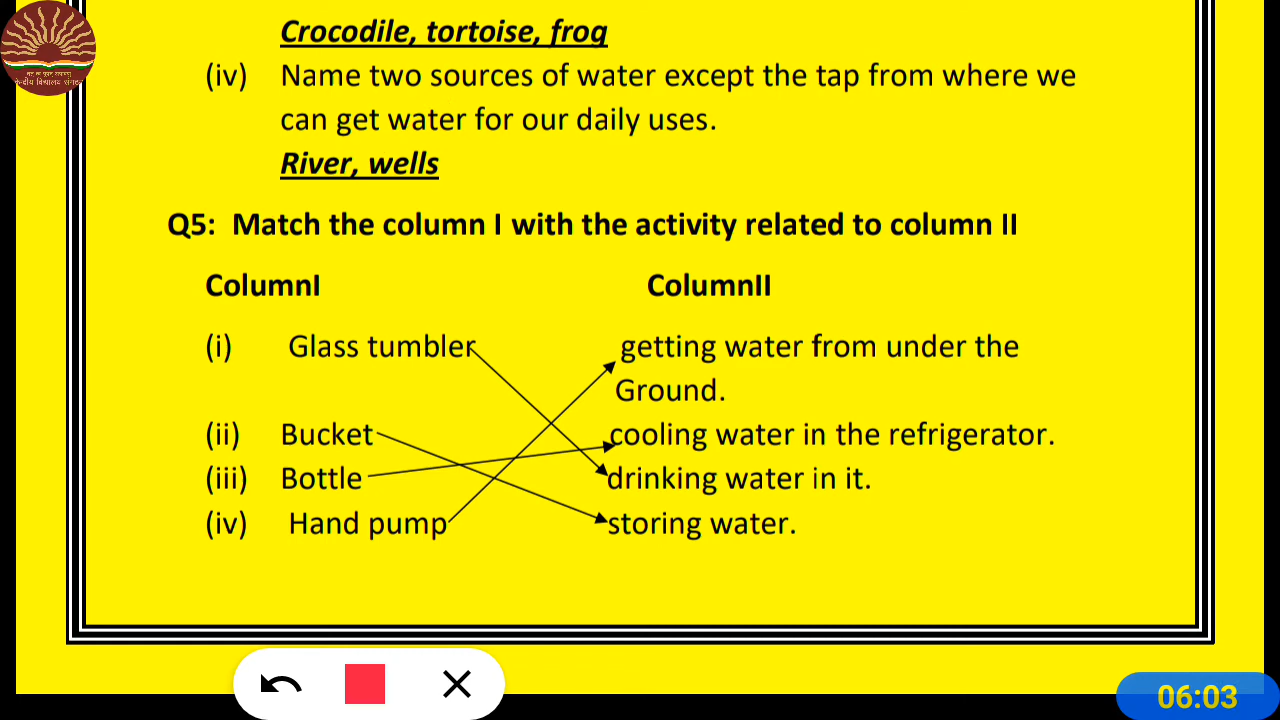 Crocodile, tortoise, frog
(iv) Name two sources of water except the tap from where we
can get water for our daily uses.
River, wells
Q5: Match the column I with the activity related to column II
ColumnI ColumnII
(i) Glass tumbler getting water from under the
Ground.
(ii) Bucket cooling water in the refrigerator.
(iii) Bottle drinking water in it.
(iv) Hand pump storing water.
06:03